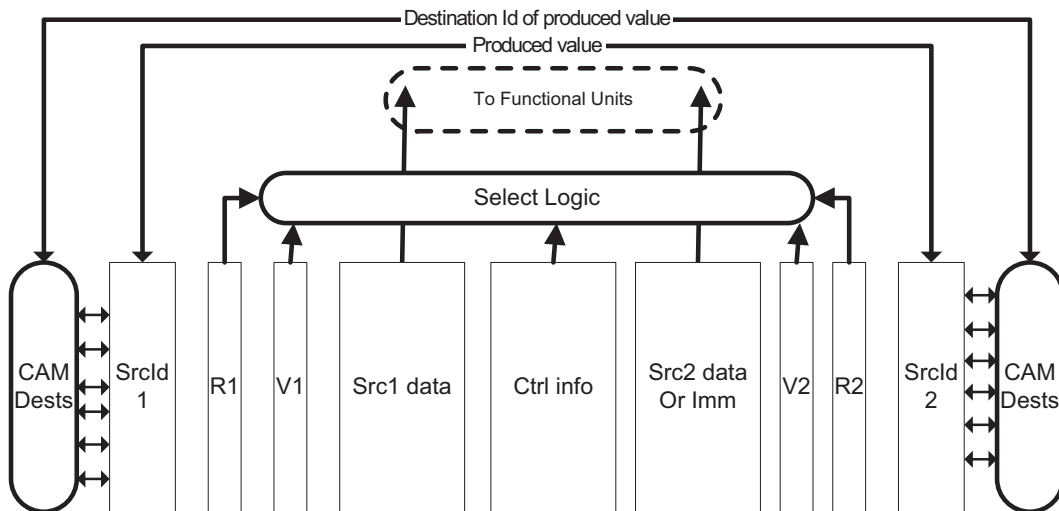 Destination Id of produced value
Produced value
To Functional Units
Select Logic
CAM
Dests
SrcId
1
R1
V1
Src1 data
Ctrl info
Src2 data
Or Imm
V2
R2
SrcId
2
CAM
Dests